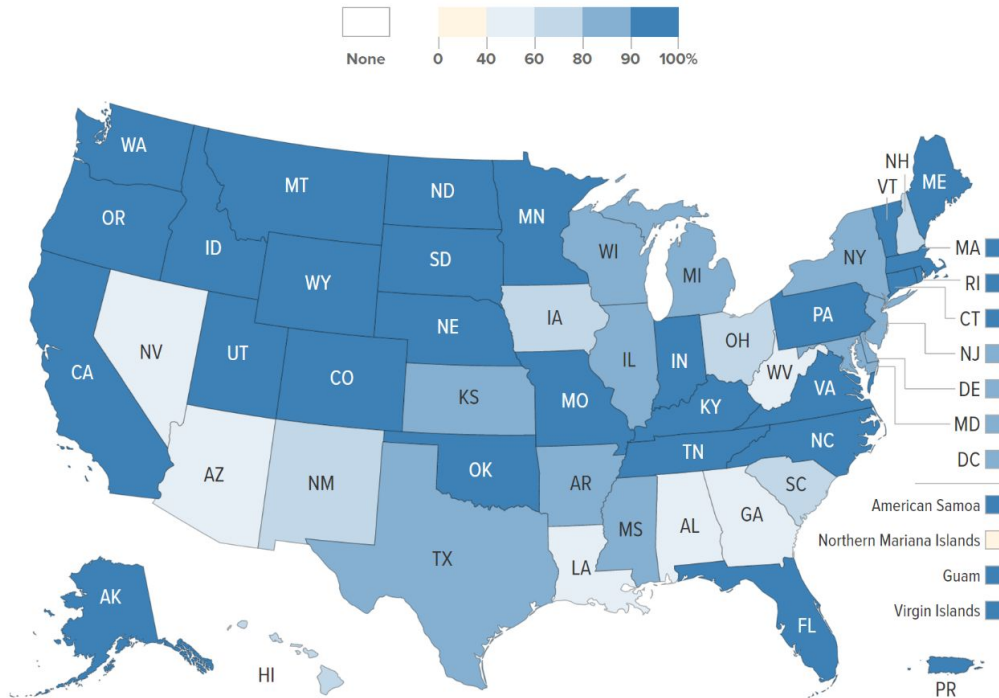 None
0 40 60 80 90 100%
WA
MT
ND
MN
OR
ID
SD
WY
WI
MI
NY
NH
VT
ME
MA
RI
CT
NJ
DE
MD
DC
NE
IA
PA
OH
IN
IL
NV
UT
CO
CA
KS
MO
WV
VA
KY
NC
TN
AZ
NM
OK
AR
SC
MS
AL
GA
TX
LA
FL
AK
HI
American Samoa
Northern Mariana Islands
Guam
Virgin Islands
PR